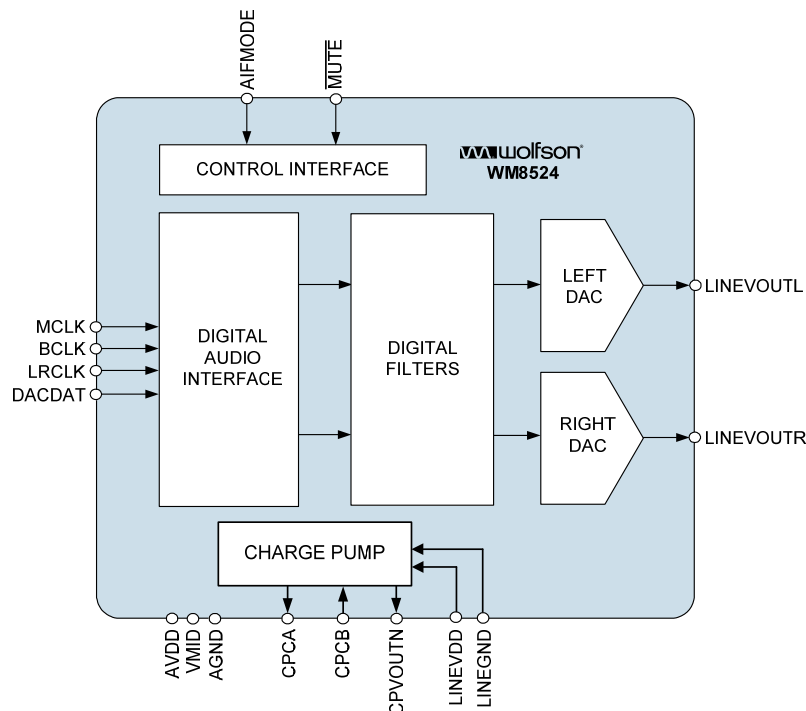 AIFMODE
MUTE
CONTROL INTERFACE
wolfson®
WM8524
MCLK
BCLK
LRCLK
DACDAT
DIGITAL
AUDIO
INTERFACE
DIGITAL
FILTERS
LEFT
DAC
LINEVOUTL
RIGHT
DAC
LINEVOUTR
CHARGE PUMP
AVDD
VMID
AGND
CPCA
CPCB
CPVOUTN
LINEVDD
LINEGND